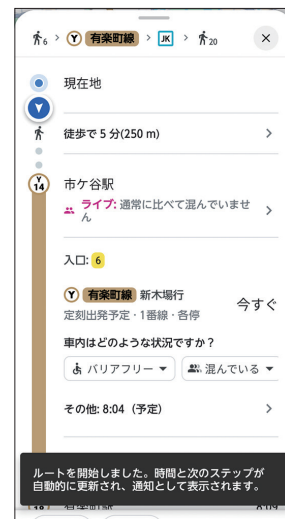 6 > Y 有楽町線 > JK > 20
現在地
徒歩で 5 分(250 m)
Y 14 市ケ谷駅
ライブ: 通常に比べて混んでいませ
ん
入口: 6
Y 有楽町線 新木場行
今すぐ
定刻出発予定・1番線・各停
車内はどのような状況ですか?
バリアフリー
混んでいる
その他: 8:04(予定)
ルートを開始しました。時間と次のステップが
自動的に更新され、通知として表示されます。